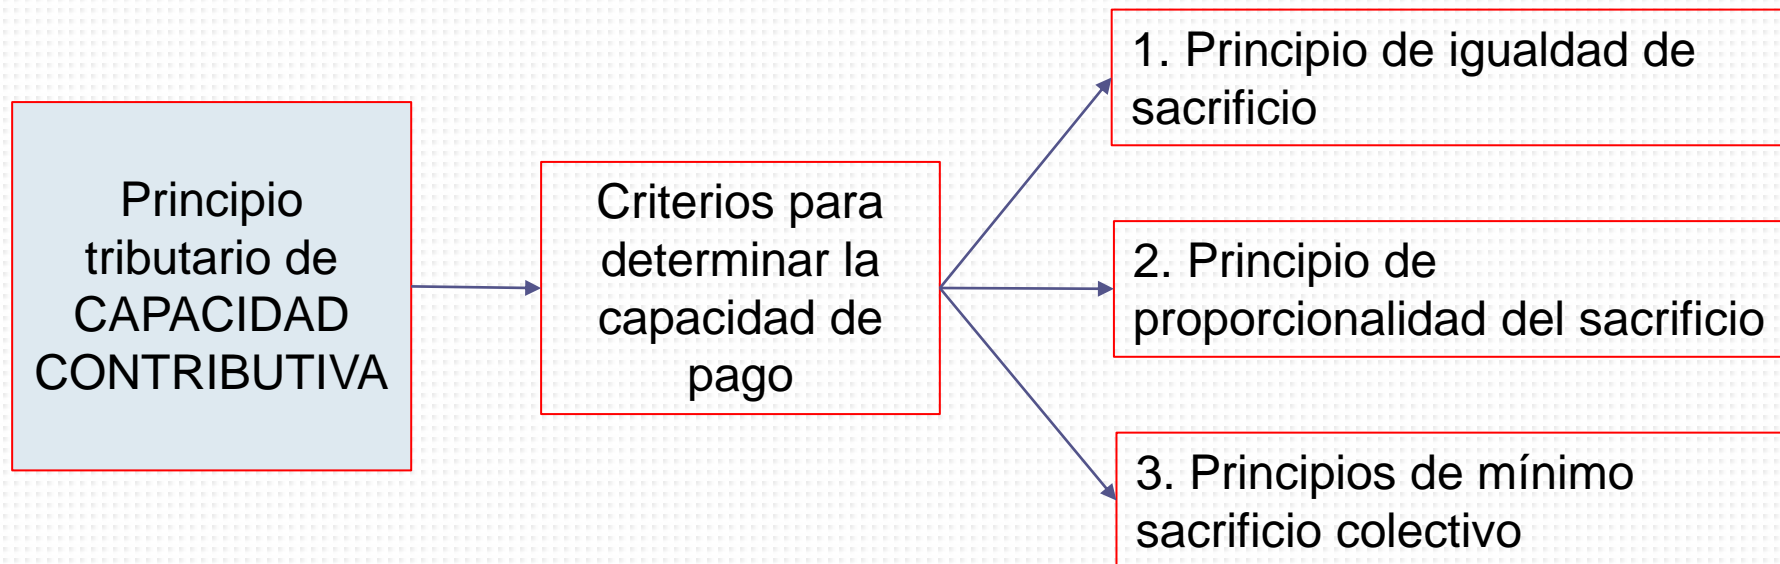 Principio
tributario de
CAPACIDAD
CONTRIBUTIVA
Criterios para
determinar la
capacidad de
pago
1. Principio de igualdad de
sacrificio
2. Principio de
proporcionalidad del sacrificio
3. Principios de mínimo
sacrificio colectivo